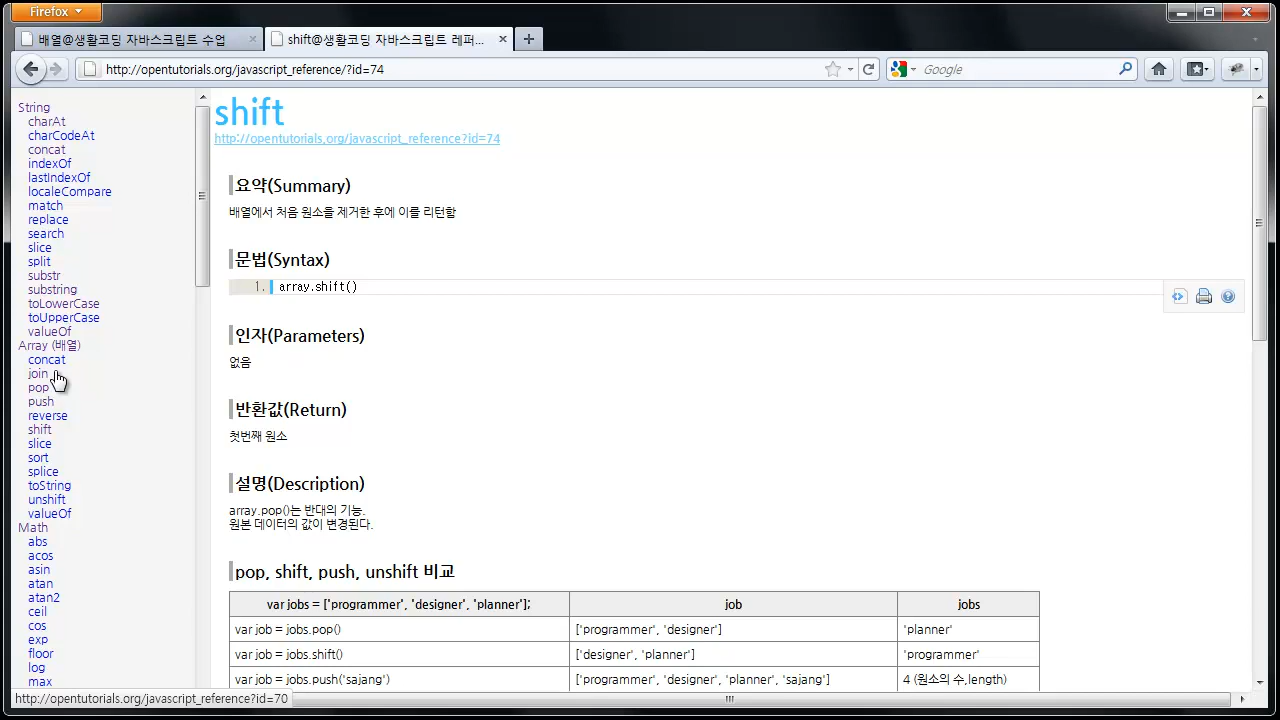 Firefox
배열@생활코딩 자바스크립트 수업
shift@생활코딩 자바스크립트 레퍼...
http://opentutorials.org/javascript_reference/?id=74
Google
String
charAt
charCodeAt
concat
indexOf
lastIndexOf
localeCompare
match
replace
search
slice
split
substr
substring
toLowerCase
toUpperCase
valueOf
Array (배열)
concat
join
pop
push
reverse
shift
slice
sort
splice
toString
unshift
valueOf
Math
abs
acos
asin
atan
atan2
ceil
cos
exp
floor
log
max
shift
http://opentutorials.org/javascript_reference?id=74
요약(Summary)
배열에서 처음 원소을 제거한 후에 이를 리턴함
문법(Syntax)
1. array.shift()
인자(Parameters)
없음
반환값(Return)
첫번째 원소
설명(Description)
array.pop()는 반대의 기능.
원본 데이터의 값이 변경된다.
pop, shift, push, unshift 비교
var jobs = ['programmer', 'designer', 'planner']; job jobs
var job = jobs.pop() ['programmer', 'designer'] 'planner'
var job = jobs.shift() ['designer', 'planner'] 'programmer'
var job = jobs.push('sajang') ['programmer', 'designer', 'planner', 'sajang'] 4 (원소의 수,length)
http://opentutorials.org/javascript_reference?id=70